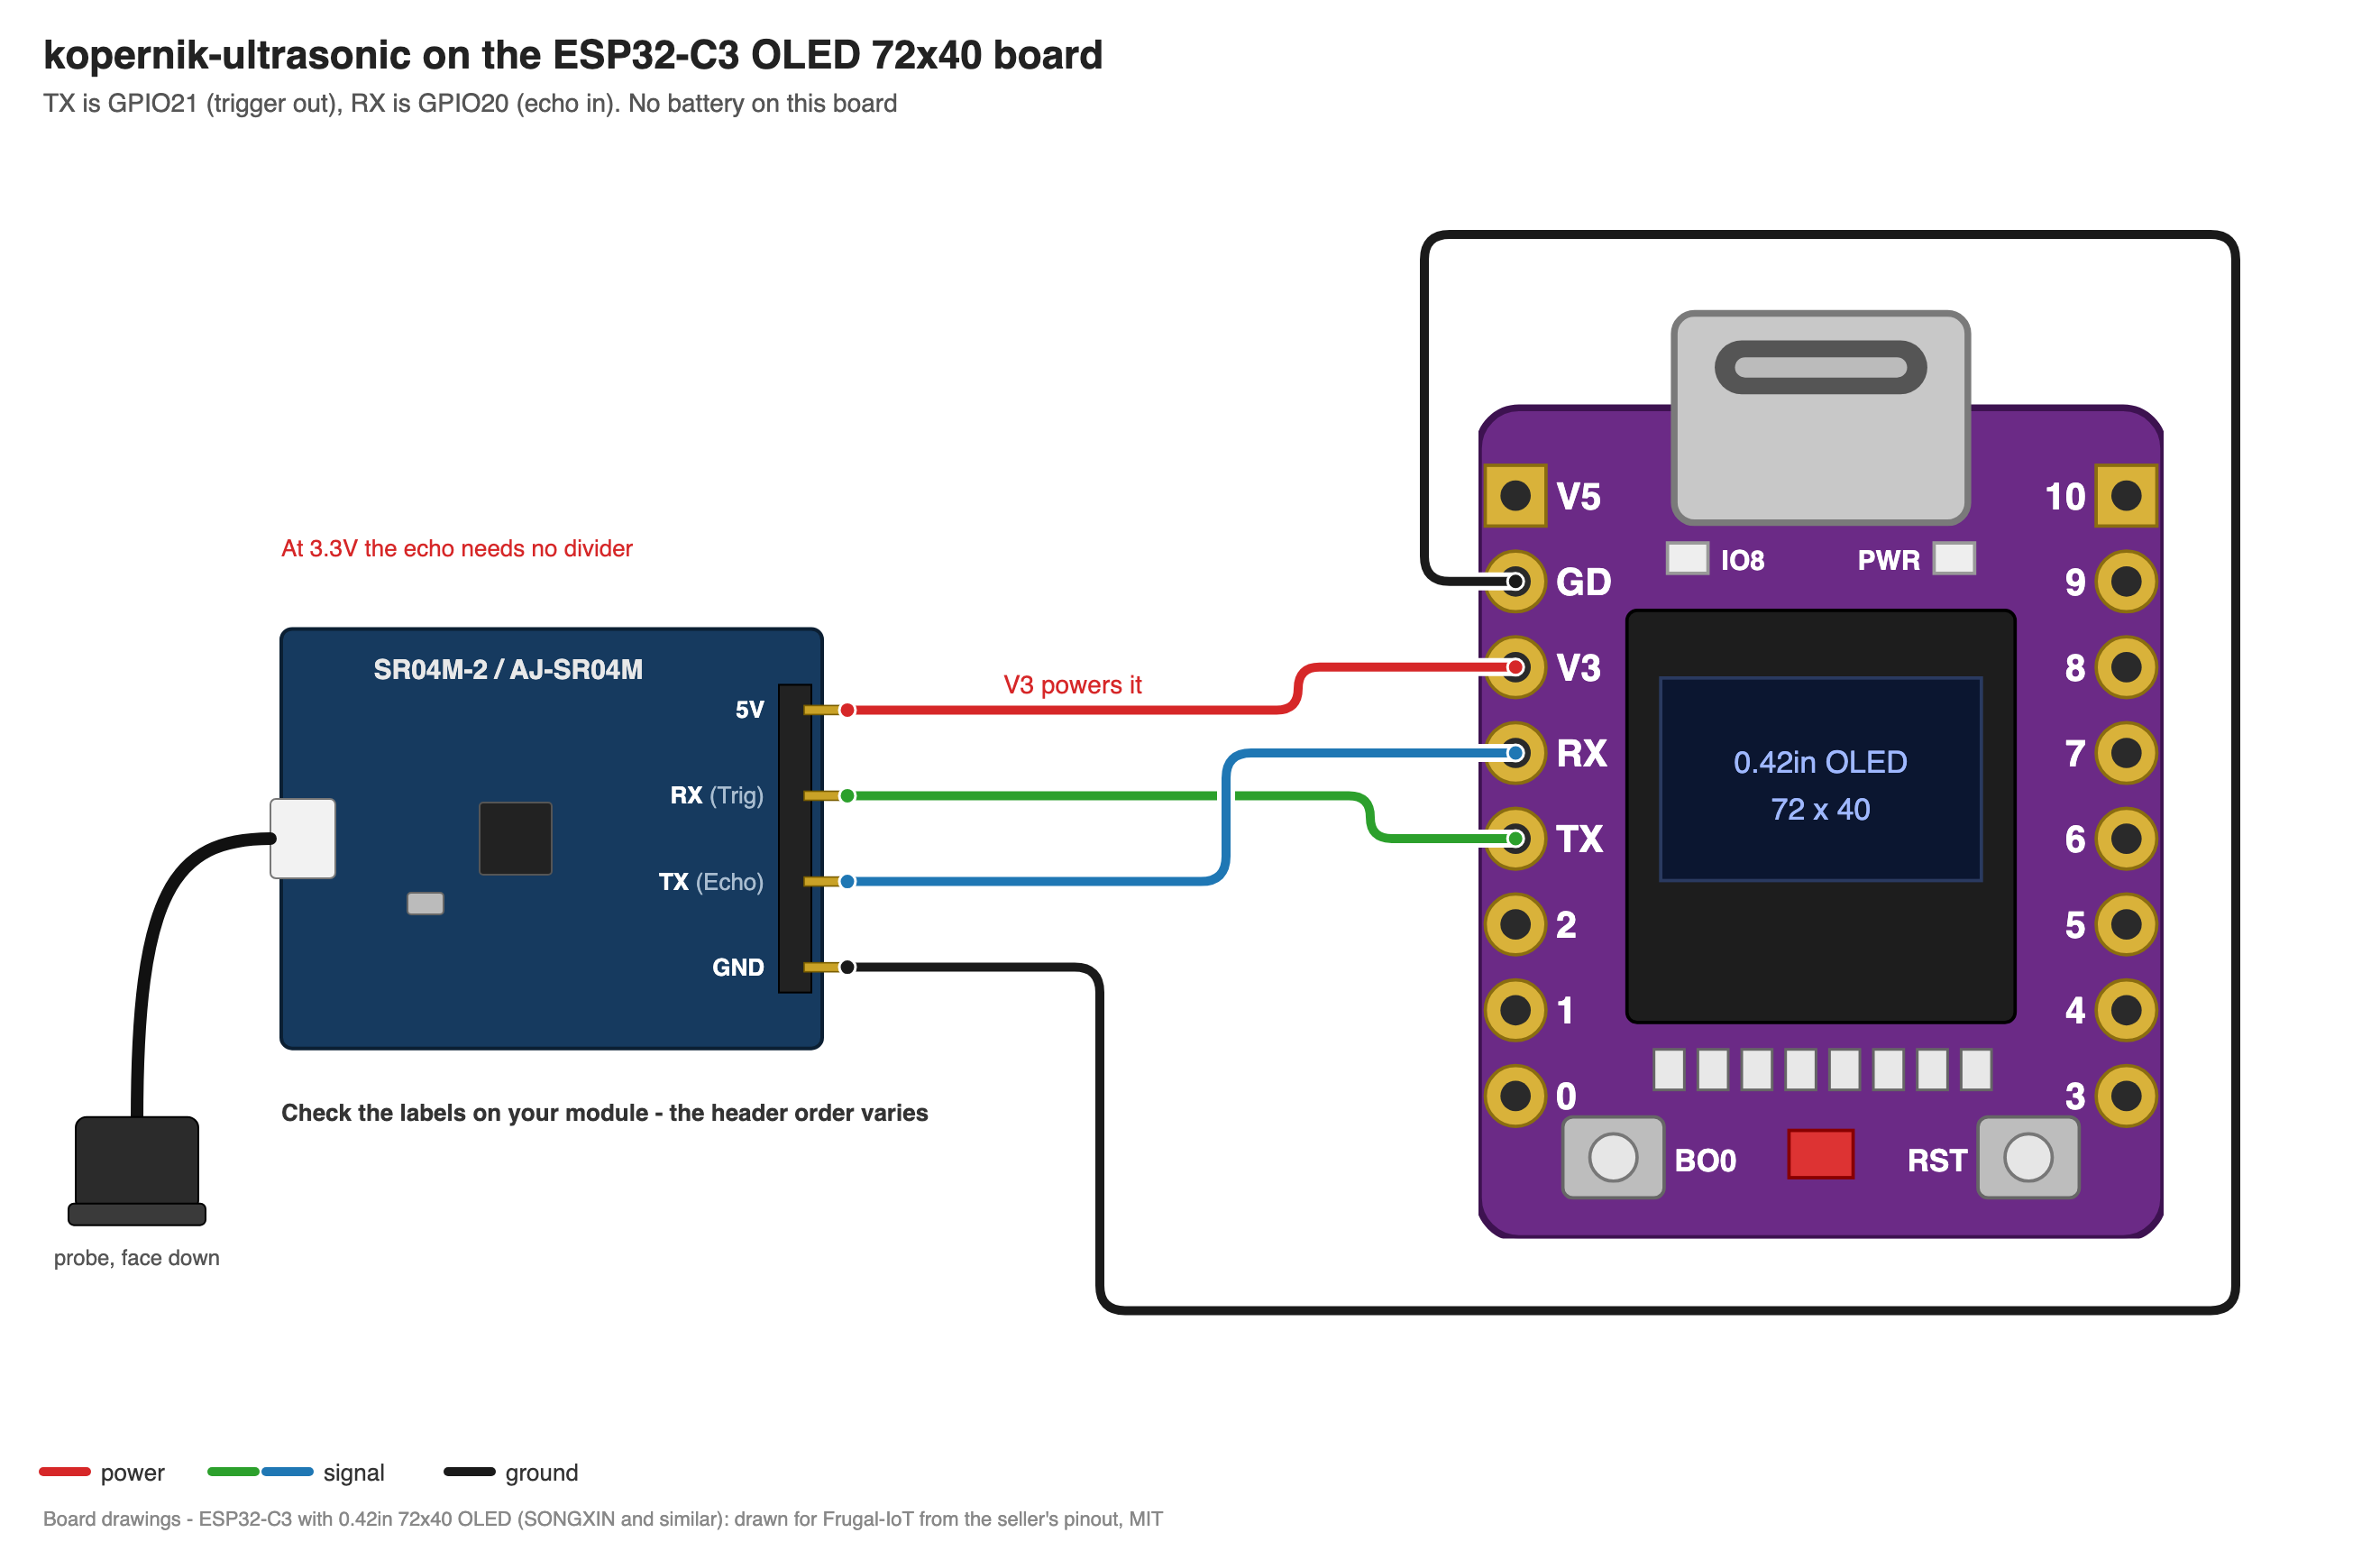 kopernik-ultrasonic on the ESP32-C3 OLED 72x40 board
TX is GPIO21 (trigger out), RX is GPIO20 (echo in). No battery on this board
At 3.3V the echo needs no divider
SR04M-2 / AJ-SR04M
5V
RX (Trig)
TX (Echo)
GND
V3 powers it
Check the labels on your module - the header order varies
probe, face down
V5
GD
V3
RX
TX
2
1
0
IO8
PWR
0.42in OLED
72 x 40
10
9
8
7
6
5
4
3
BO0
RST
power
signal
ground
Board drawings - ESP32-C3 with 0.42in 72x40 OLED (SONGXIN and similar): drawn for Frugal-IoT from the seller's pinout, MIT